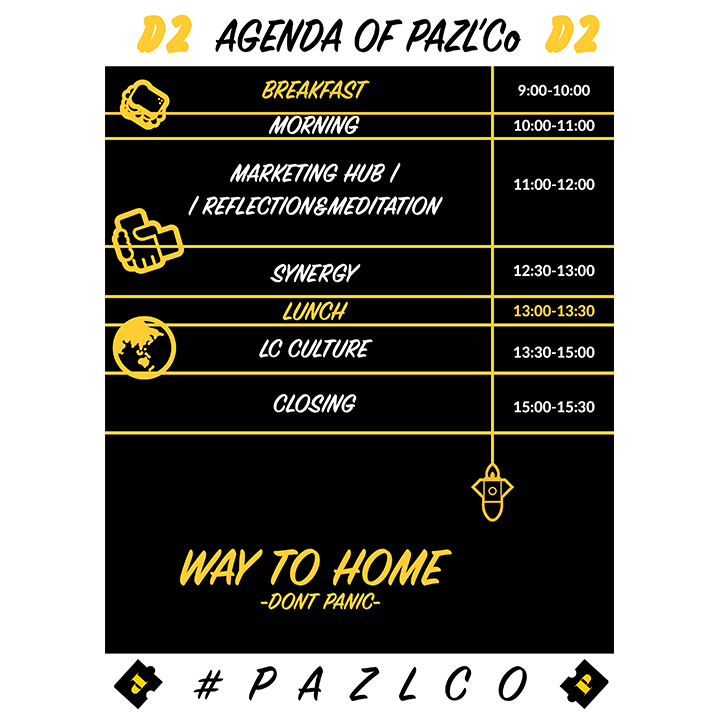 D2 AGENDA OF PAZL'Co D2
BREAKFAST 9:00-10:00
MORNING 10:00-11:00
MARKETING HUB | 11:00-12:00
| REFLECTION&MEDITATION
SYNERGY 12:30-13:00
LUNCH 13:00-13:30
LC CULTURE 13:30-15:00
CLOSING 15:00-15:30
WAY TO HOME
-DONT PANIC-
# P A Z L C O